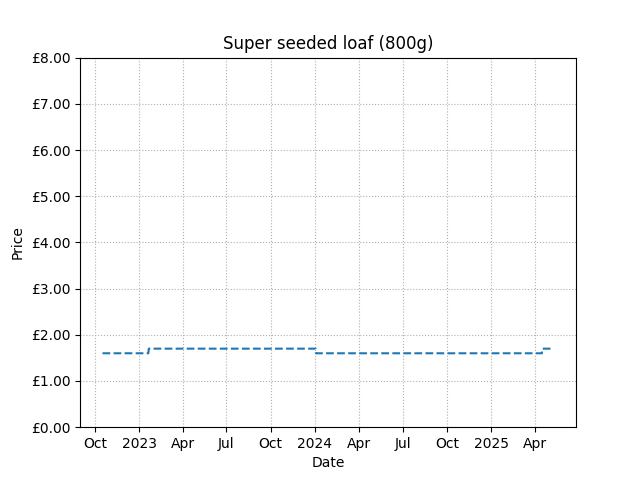 Super seeded loaf (800g)
£8.00
£7.00
£6.00
£5.00
£4.00
£3.00
£2.00
£1.00
£0.00
Price
Oct 2023 Apr Jul Oct 2024 Apr Jul Oct 2025 Apr
Date